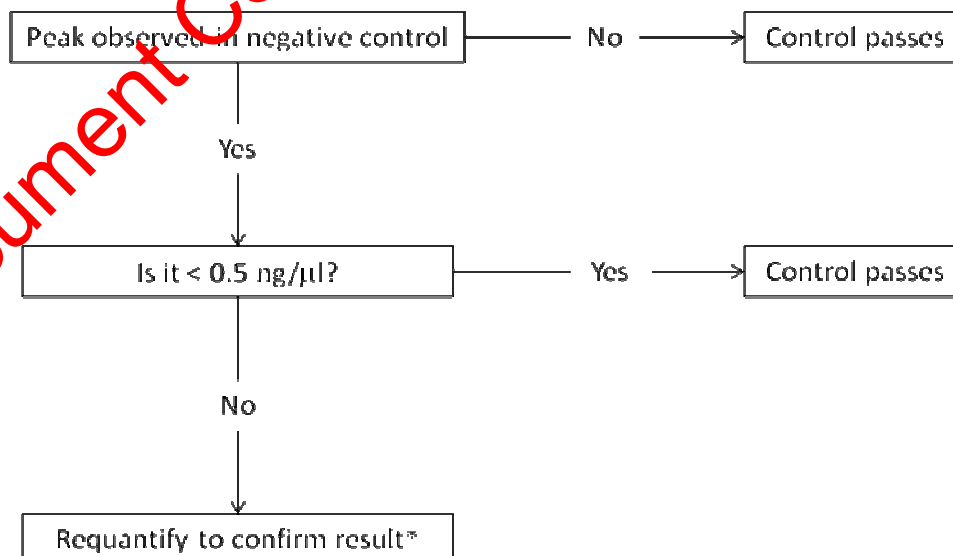 Peak observed in negative control
No
Control passes
Yes
Is it < 0.5 ng/µl?
Yes
Control passes
No
Requantify to confirm result*